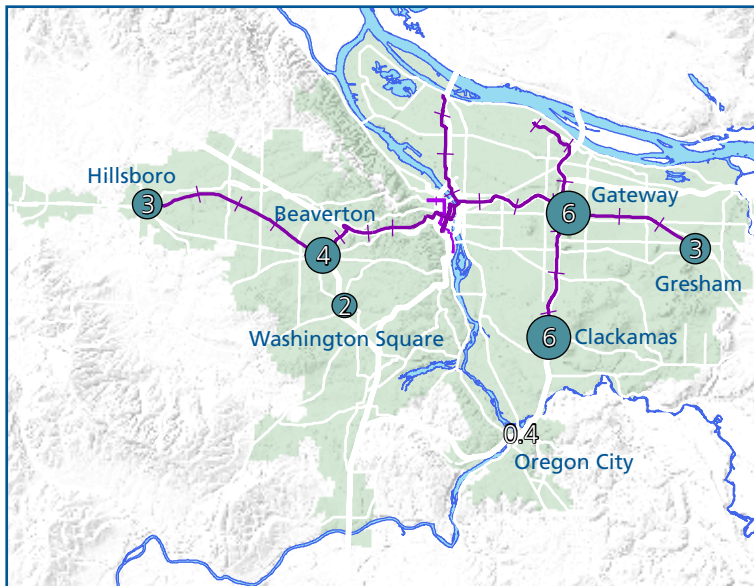 Hillsboro
3
Beaverton
4
2
Washington Square
Gateway
6
3
Gresham
6
Clackamas
0.4
Oregon City